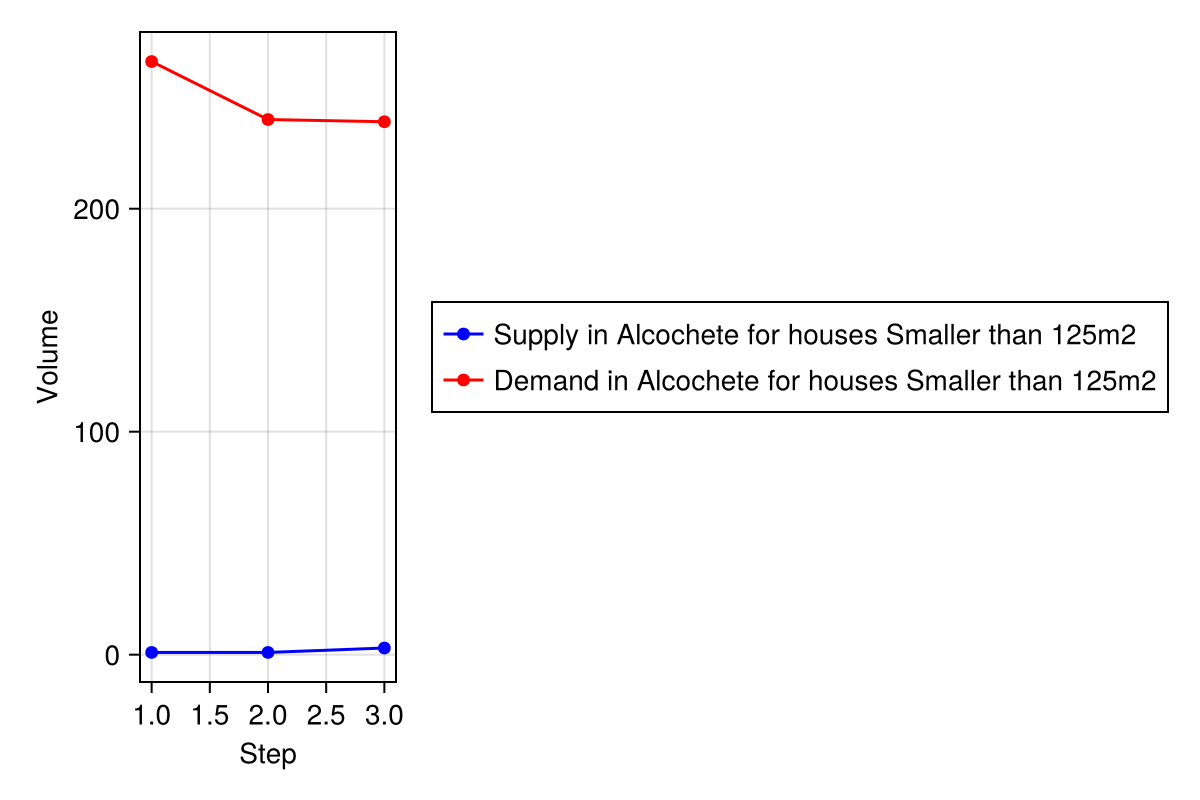 200
100
0
Volume
1.0 1.5 2.0 2.5 3.0
Step
Supply in Alcochete for houses Smaller than 125m2
Demand in Alcochete for houses Smaller than 125m2